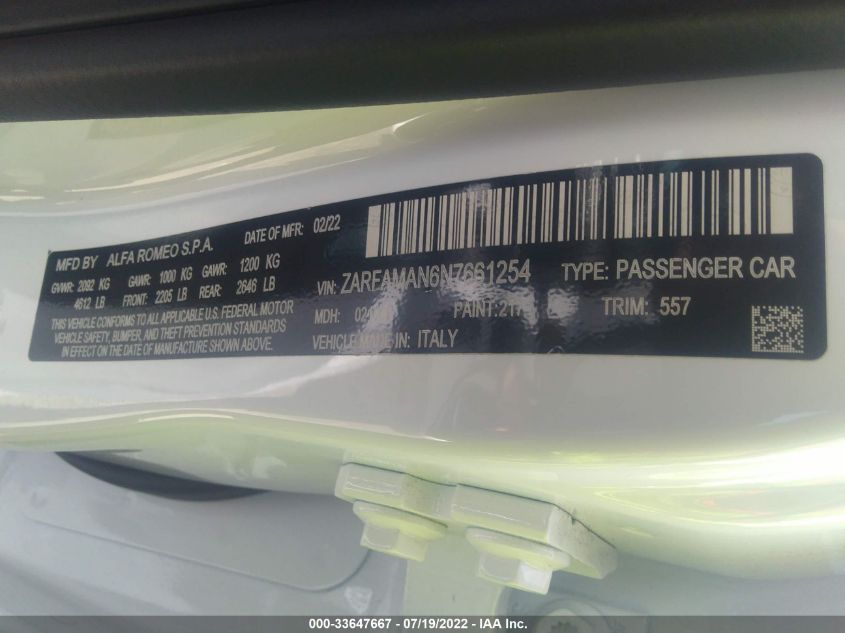 MFD BY ALFA ROMEO S.P.A. DATE OF MFR: 02/22
GVWR: 2092 KG GAWR: 1000 KG GAWR: 1200 KG
4612 LB FRONT: 2205 LB REAR: 2646 LB
THIS VEHICLE CONFORMS TO ALL APPLICABLE U.S. FEDERAL MOTOR
VEHICLE SAFETY, BUMPER, AND THEFT PREVENTION STANDARDS
IN EFFECT ON THE DATE OF MANUFACTURE SHOWN ABOVE.
VIN: ZARFAMAN6N7661254 TYPE: PASSENGER CAR
MDH: PAINT: TRIM: 557
VEHICLE MADE IN: ITALY
000-33647667 - 07/19/2022 - IAA Inc.